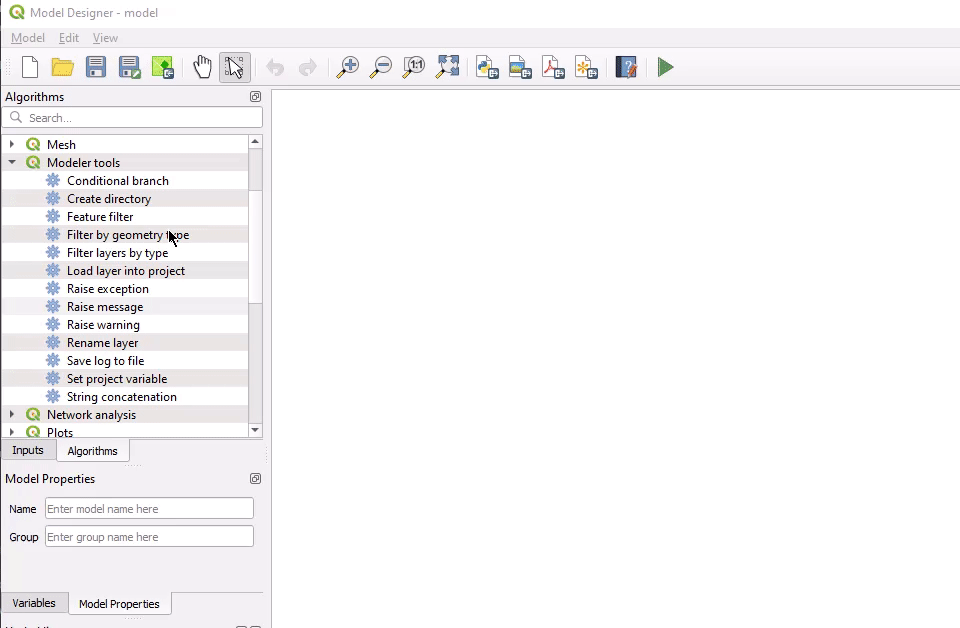 Model Designer - model
Model Edit View
1:1
Algorithms
Search...
Mesh
Modeler tools
Conditional branch
Create directory
Feature filter
Filter by geometry type
Filter layers by type
Load layer into project
Raise exception
Raise message
Raise warning
Rename layer
Save log to file
Set project variable
String concatenation
Network analysis
Plots
Inputs Algorithms
Model Properties
Name Enter model name here
Group Enter group name here
Variables Model Properties